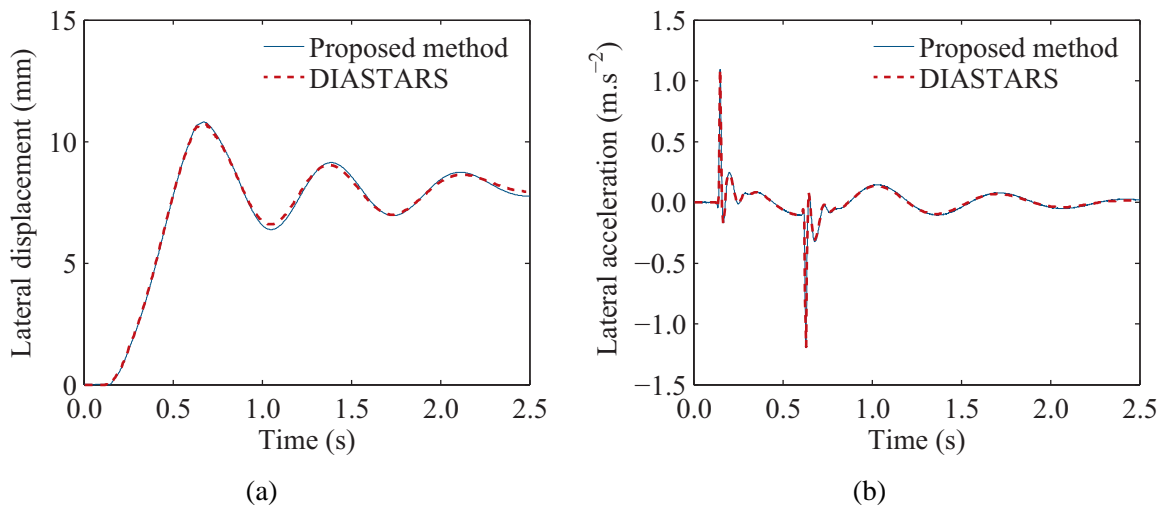 15
10
5
0
0.0 0.5 1.0 1.5 2.0 2.5
Lateral displacement (mm)
Time (s)
Proposed method
DIASTARS
(a)
1.5
1.0
0.5
0.0
−0.5
−1.0
−1.5
0.0 0.5 1.0 1.5 2.0 2.5
Lateral acceleration (m.s⁻²)
Time (s)
Proposed method
DIASTARS
(b)